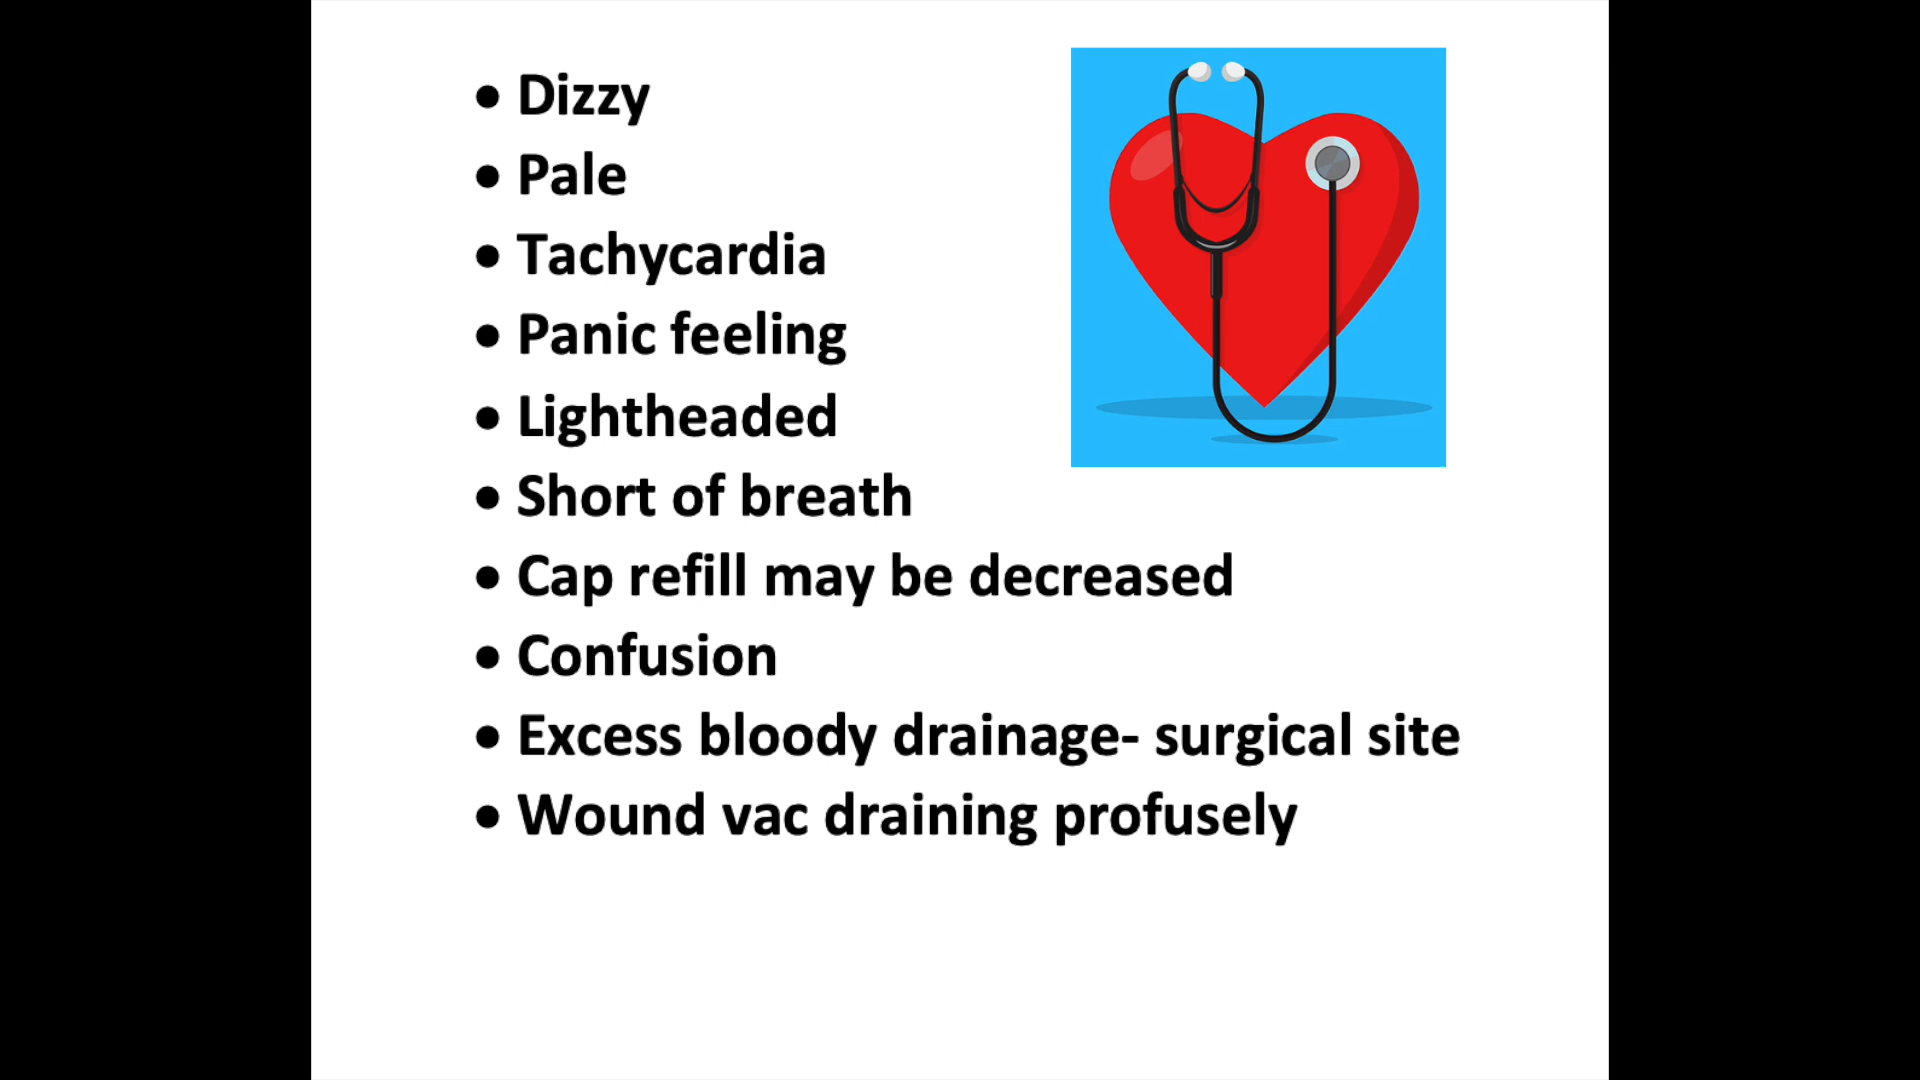 • Dizzy
• Pale
• Tachycardia
• Panic feeling
• Lightheaded
• Short of breath
• Cap refill may be decreased
• Confusion
• Excess bloody drainage- surgical site
• Wound vac draining profusely